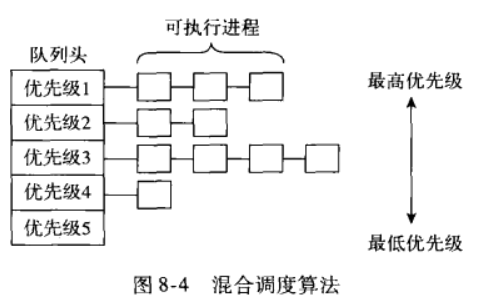 可执行进程
队列头
优先级1
优先级2
优先级3
优先级4
优先级5
最高优先级
最低优先级
图 8-4 混合调度算法